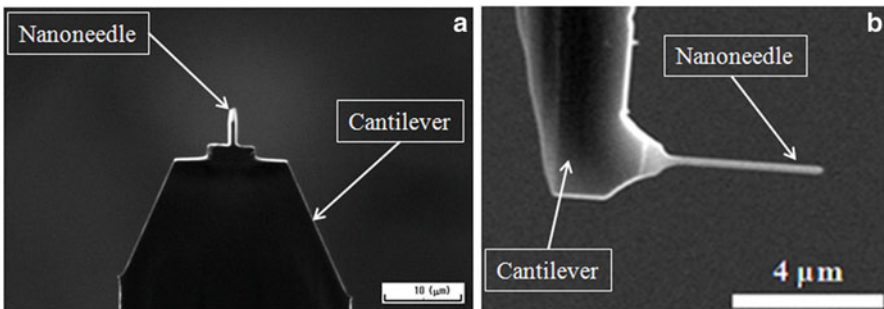 a
Nanoneedle
Cantilever
10 (μm)
b
Nanoneedle
Cantilever
4 μm